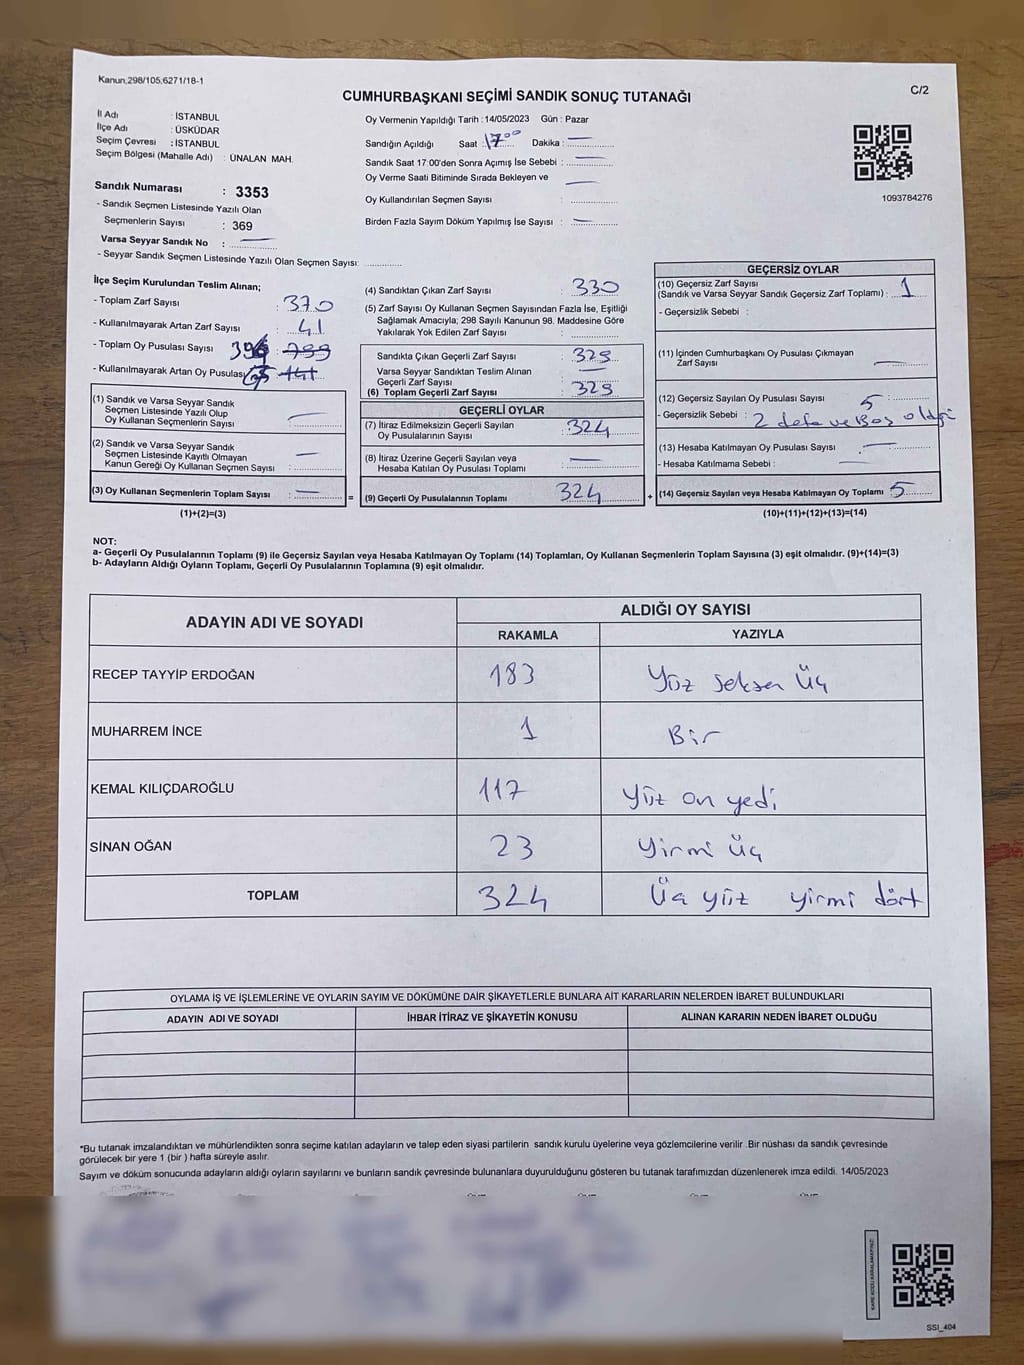 Kanun,298/105;6271/18-1
CUMHURBAŞKANI SEÇİMİ SANDIK SONUÇ TUTANAĞI
C/2
İl Adı : İSTANBUL
İlçe Adı : ÜSKÜDAR
Seçim Çevresi : İSTANBUL
Seçim Bölgesi (Mahalle Adı) : ÜNALAN MAH.
Sandık Numarası : 3353
- Sandık Seçmen Listesinde Yazılı Olan
Seçmenlerin Sayısı : 369
Varsa Seyyar Sandık No :
- Seyyar Sandık Seçmen Listesinde Yazılı Olan Seçmen Sayısı:
Oy Vermenin Yapıldığı Tarih :14/05/2023 Gün : Pazar
Sandığın Açıldığı Saat : 17⁰⁰ Dakika :
Sandık Saat 17:00'den Sonra Açımış İse Sebebi :
Oy Verme Saati Bitiminde Sırada Bekleyen ve
Oy Kullandırılan Seçmen Sayısı :
Birden Fazla Sayım Döküm Yapılmış İse Sayısı :
1093784276
İlçe Seçim Kurulundan Teslim Alınan;
- Toplam Zarf Sayısı : 370
- Kullanılmayarak Artan Zarf Sayısı : 41
- Toplam Oy Pusulası Sayısı :
- Kullanılmayarak Artan Oy Pusulası
(1) Sandık ve Varsa Seyyar Sandık
Seçmen Listesinde Yazılı Olup
Oy Kullanan Seçmenlerin Sayısı :
(2) Sandık ve Varsa Seyyar Sandık
Seçmen Listesinde Kayıtlı Olmayan
Kanun Gereği Oy Kullanan Seçmen Sayısı :
(3) Oy Kullanan Seçmenlerin Toplam Sayısı : =
(1)+(2)=(3)
(4) Sandıktan Çıkan Zarf Sayısı : 330
(5) Zarf Sayısı Oy Kullanan Seçmen Sayısından Fazla İse, Eşitliği
Sağlamak Amacıyla; 298 Sayılı Kanunun 98. Maddesine Göre
Yakılarak Yok Edilen Zarf Sayısı :
Sandıkta Çıkan Geçerli Zarf Sayısı : 329
Varsa Seyyar Sandıktan Teslim Alınan
Geçerli Zarf Sayısı :
(6) Toplam Geçerli Zarf Sayısı : 329
GEÇERLİ OYLAR
(7) İtiraz Edilmeksizin Geçerli Sayılan
Oy Pusulalarının Sayısı : 324
(8) İtiraz Üzerine Geçerli Sayılan veya
Hesaba Katılan Oy Pusulası Toplamı :
(9) Geçerli Oy Pusulalarının Toplamı 324 +
GEÇERSİZ OYLAR
(10) Geçersiz Zarf Sayısı
(Sandık ve Varsa Seyyar Sandık Geçersiz Zarf Toplamı) : 1
- Geçersizlik Sebebi :
(11) İçinden Cumhurbaşkanı Oy Pusulası Çıkmayan
Zarf Sayısı :
(12) Geçersiz Sayılan Oy Pusulası Sayısı : 5
- Geçersizlik Sebebi : 2 defa ve Boş olayı
(13) Hesaba Katılmayan Oy Pusulası Sayısı :
- Hesaba Katılmama Sebebi :
(14) Geçersiz Sayılan veya Hesaba Katılmayan Oy Toplamı : 5
(10)+(11)+(12)+(13)=(14)
NOT:
a- Geçerli Oy Pusulalarının Toplamı (9) ile Geçersiz Sayılan veya Hesaba Katılmayan Oy Toplamı (14) Toplamları, Oy Kullanan Seçmenlerin Toplam Sayısına (3) eşit olmalıdır. (9)+(14)=(3)
b- Adayların Aldığı Oyların Toplamı, Geçerli Oy Pusulalarının Toplamına (9) eşit olmalıdır.
ADAYIN ADI VE SOYADI
ALDIĞI OY SAYISI
RAKAMLA YAZIYLA
RECEP TAYYİP ERDOĞAN 183 Yüz seksen üç
MUHARREM İNCE 1 Bir
KEMAL KILIÇDAROĞLU 117 yüz on yedi
SİNAN OĞAN 23 yirmi üç
TOPLAM 324 Üç yüz yirmi dört
OYLAMA İŞ VE İŞLEMLERİNE VE OYLARIN SAYIM VE DÖKÜMÜNE DAİR ŞİKAYETLERLE BUNLARA AİT KARARLARIN NELERDEN İBARET BULUNDUKLARI
ADAYIN ADI VE SOYADI İHBAR İTİRAZ VE ŞİKAYETİN KONUSU ALINAN KARARIN NEDEN İBARET OLDUĞU
*Bu tutanak imzalandıktan ve mühürlendikten sonra seçime katılan adayların ve talep eden siyasi partilerin sandık kurulu üyelerine veya gözlemcilerine verilir. Bir nüshası da sandık çevresinde
görülecek bir yere 1 (bir ) hafta süreyle asılır.
Sayım ve döküm sonucunda adayların aldığı oyların sayılarını ve bunların sandık çevresinde bulunanlara duyurulduğunu gösteren bu tutanak tarafımızdan düzenlenerek imza edildi. 14/05/2023
KARE KODU KARALAMAYINIZ!
SSI_404